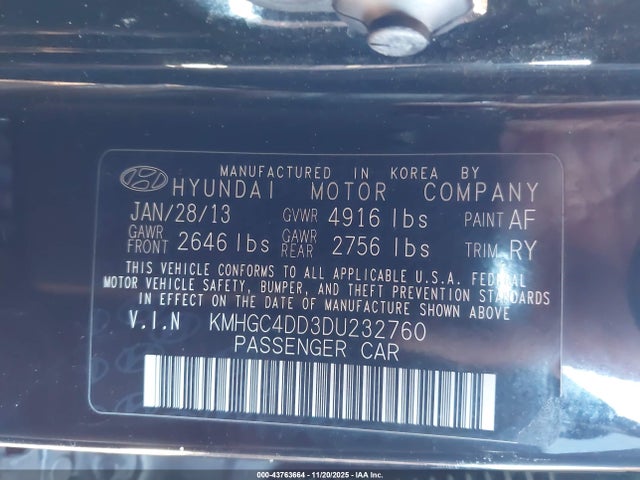 MANUFACTURED IN KOREA BY
HYUNDAI MOTOR COMPANY
JAN/28/13 GVWR 4916 lbs PAINT AF
GAWR FRONT 2646 lbs GAWR REAR 2756 lbs TRIM RY
THIS VEHICLE CONFORMS TO ALL APPLICABLE U.S.A. FEDERAL
MOTOR VEHICLE SAFETY, BUMPER, AND THEFT PREVENTION STANDARDS
IN EFFECT ON THE DATE OF MANUFACTURE SHOWN ABOVE
V.I.N KMHGC4DD3DU232760
PASSENGER CAR
000-43763664 - 11/20/2025 - IAA Inc.